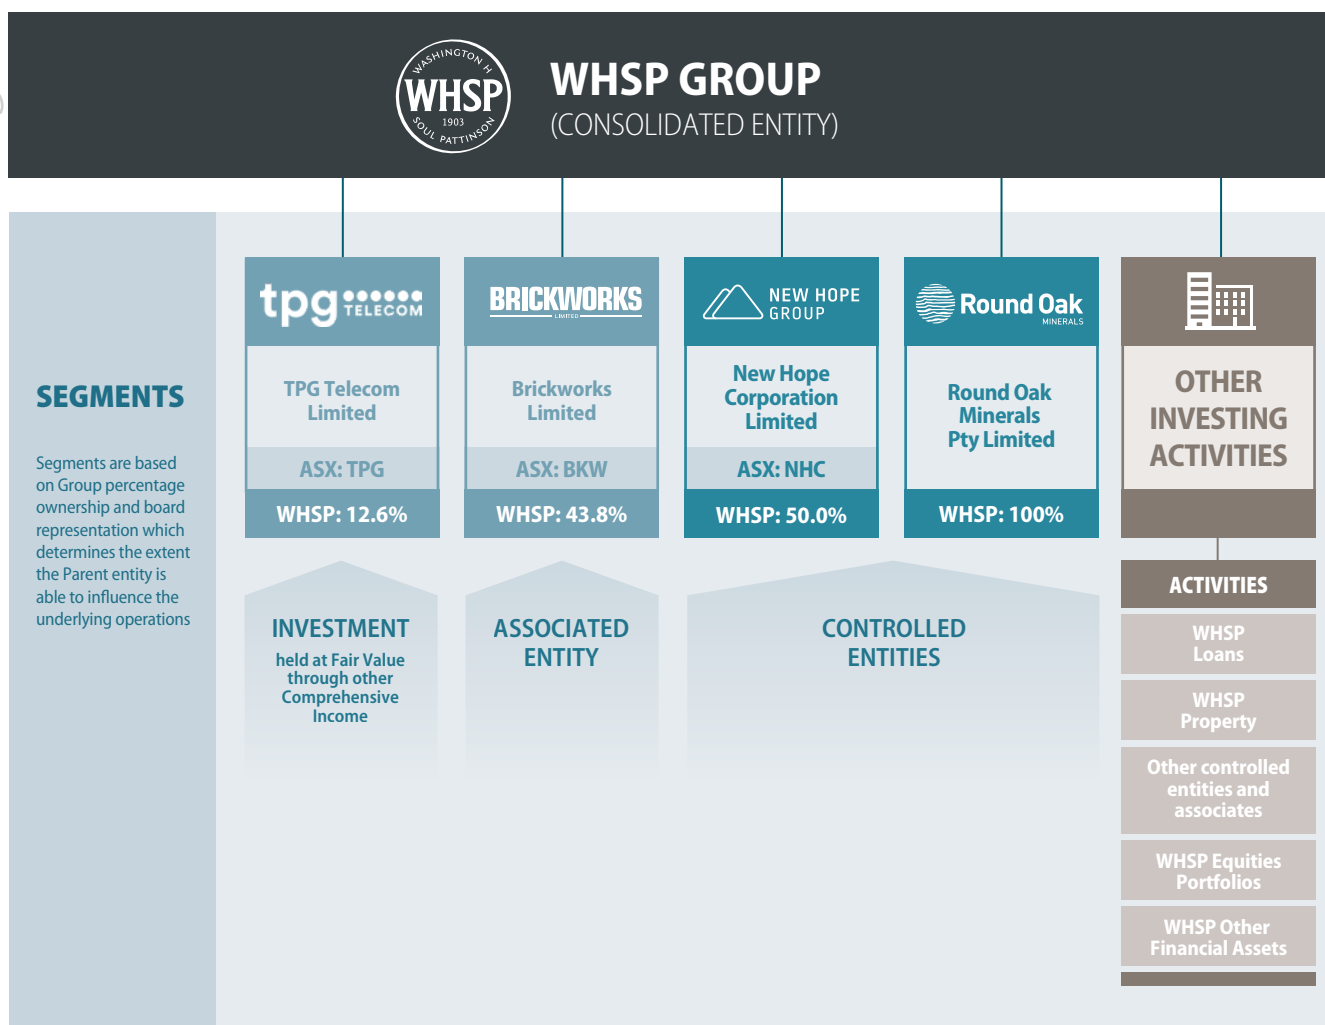 WASHINGTON H
WHSP
1903
SOUL PATTINSON
WHSP GROUP
(CONSOLIDATED ENTITY)
SEGMENTS
Segments are based
on Group percentage
ownership and board
representation which
determines the extent
the Parent entity is
able to influence the
underlying operations
tpg TELECOM
TPG Telecom
Limited
ASX: TPG
WHSP: 12.6%
BRICKWORKS
LIMITED
Brickworks
Limited
ASX: BKW
WHSP: 43.8%
NEW HOPE
GROUP
New Hope
Corporation
Limited
ASX: NHC
WHSP: 50.0%
Round Oak
MINERALS
Round Oak
Minerals
Pty Limited
WHSP: 100%
OTHER
INVESTING
ACTIVITIES
INVESTMENT
held at Fair Value
through other
Comprehensive
Income
ASSOCIATED
ENTITY
CONTROLLED
ENTITIES
ACTIVITIES
WHSP
Loans
WHSP
Property
Other controlled
entities and
associates
WHSP Equities
Portfolios
WHSP Other
Financial Assets